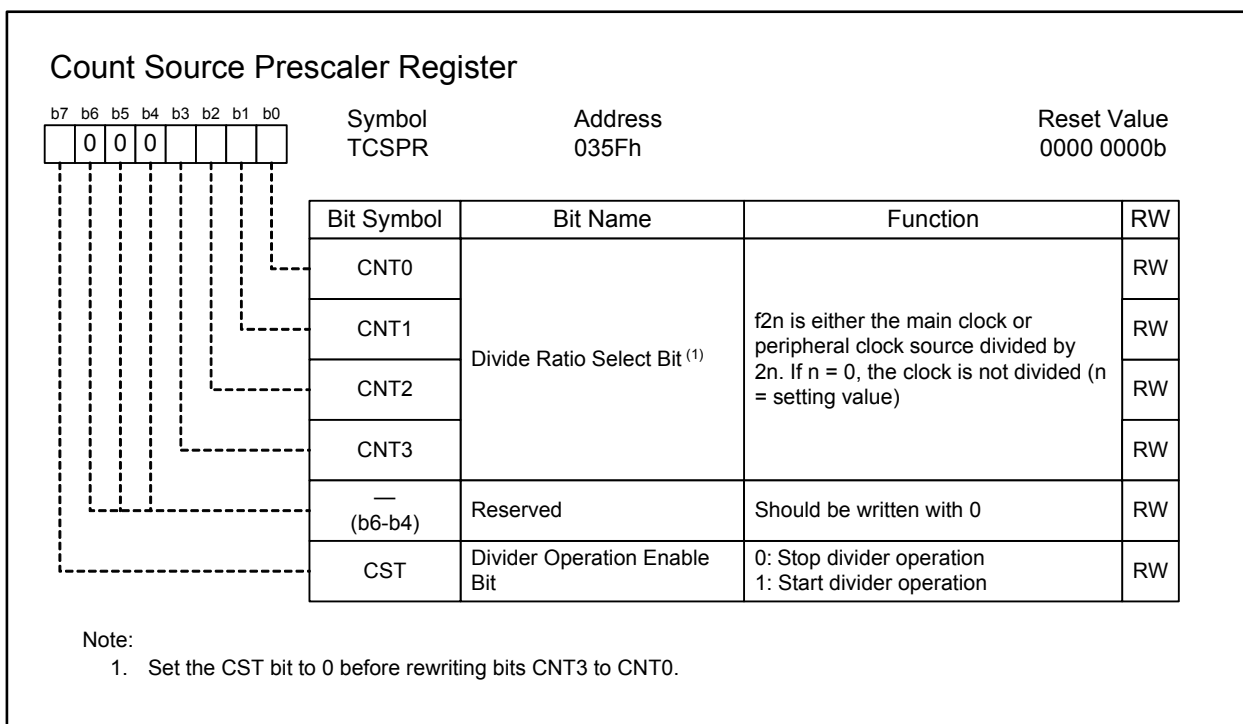 Count Source Prescaler Register
b7 b6 b5 b4 b3 b2 b1 b0
0 0 0
Symbol Address Reset Value
TCSPR 035Fh 0000 0000b
Bit Symbol Bit Name Function RW
CNT0 RW
CNT1 RW
CNT2 RW
CNT3 RW
Divide Ratio Select Bit (1)
f2n is either the main clock or
peripheral clock source divided by
2n. If n = 0, the clock is not divided (n
= setting value)
—
(b6-b4) Reserved Should be written with 0 RW
CST Divider Operation Enable
Bit
0: Stop divider operation
1: Start divider operation
RW
Note:
1. Set the CST bit to 0 before rewriting bits CNT3 to CNT0.